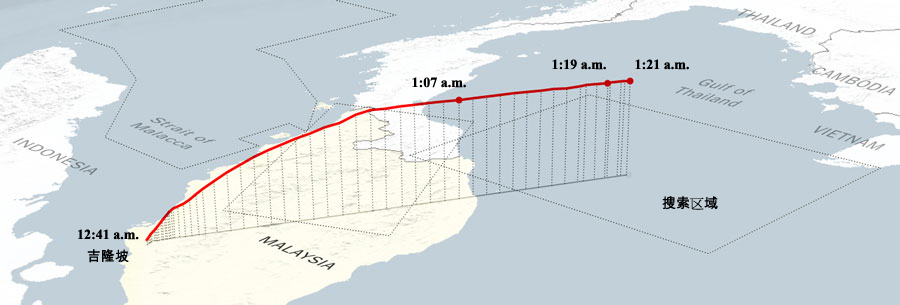 THAILAND
1:19 a.m.
1:21 a.m.
1:07 a.m.
Gulf of
Thailand
CAMBODIA
Strait of
Malacca
VIETNAM
INDONESIA
搜索区域
12:41 a.m.
吉隆坡
MALAYSIA